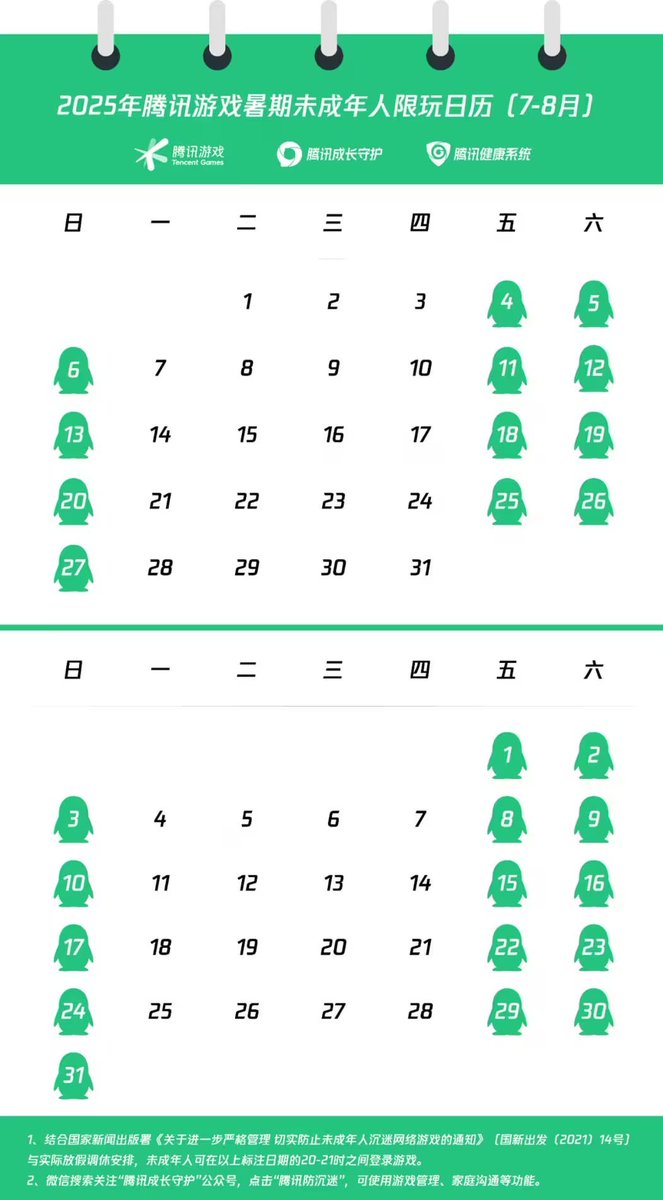 2025年腾讯游戏暑期未成年人限玩日历（7-8月）
腾讯游戏 Tencent Games 腾讯成长守护 腾讯健康系统
日 一 二 三 四 五 六
1 2 3 4 5
6 7 8 9 10 11 12
13 14 15 16 17 18 19
20 21 22 23 24 25 26
27 28 29 30 31
日 一 二 三 四 五 六
1 2
3 4 5 6 7 8 9
10 11 12 13 14 15 16
17 18 19 20 21 22 23
24 25 26 27 28 29 30
31
1、结合国家新闻出版署《关于进一步严格管理 切实防止未成年人沉迷网络游戏的通知》〔国新出发（2021）14号〕
与实际放假调休安排，未成年人可在以上标注日期的20-21时之间登录游戏。
2、微信搜索关注“腾讯成长守护”公众号，点击“腾讯防沉迷”，可使用游戏管理、家庭沟通等功能。